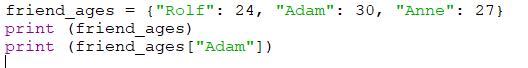 friend_ages = {"Rolf": 24, "Adam": 30, "Anne": 27}
print (friend_ages)
print (friend_ages["Adam"])